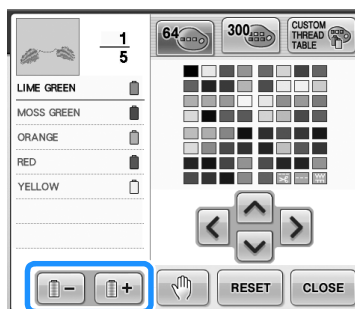 1
5
64
300
CUSTOM
THREAD
TABLE
LIME GREEN
MOSS GREEN
ORANGE
RED
YELLOW
−
+
RESET
CLOSE